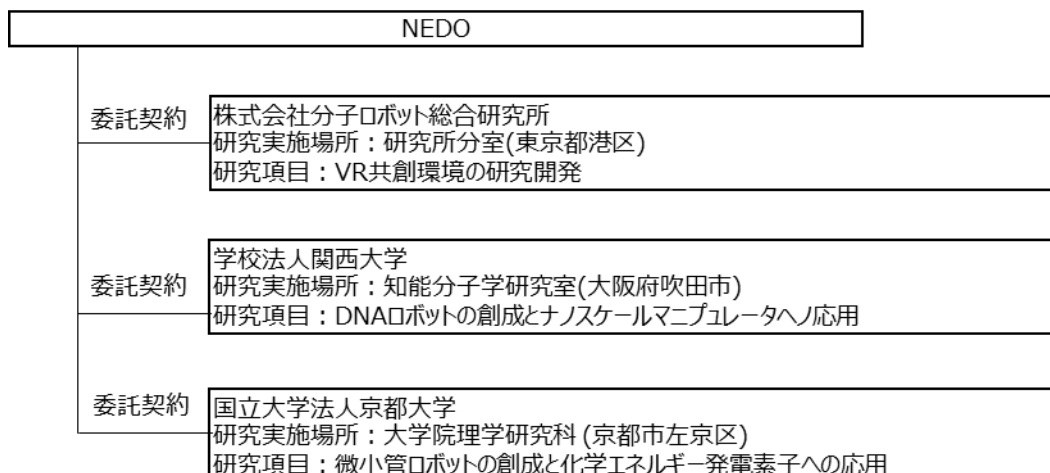 NEDO
委託契約
株式会社分子ロボット総合研究所
研究実施場所：研究所分室(東京都港区)
研究項目：VR共創環境の研究開発
委託契約
学校法人関西大学
研究実施場所：知能分子学研究室(大阪府吹田市)
研究項目：DNAロボットの創成とナノスケールマニプュレータヘノ応用
委託契約
国立大学法人京都大学
研究実施場所：大学院理学研究科 (京都市左京区)
研究項目：微小管ロボットの創成と化学エネルギー発電素子への応用